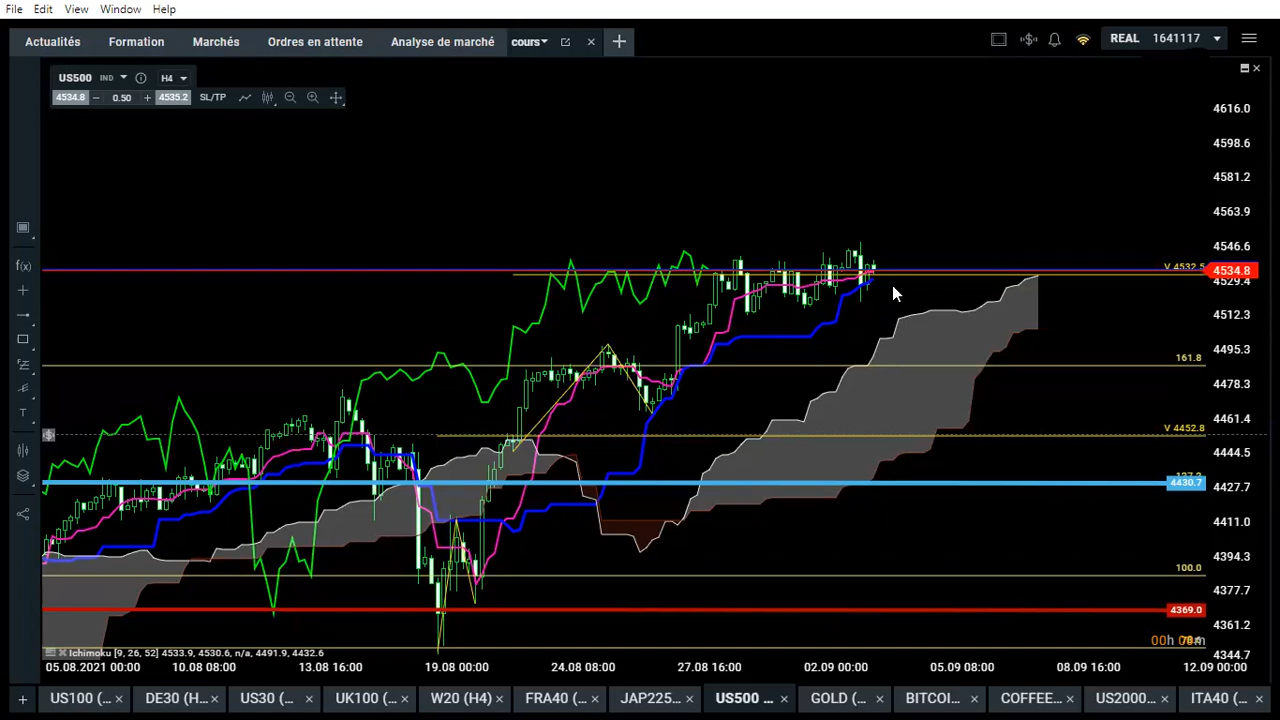 File Edit View Window Help
Actualités Formation Marchés Ordres en attente Analyse de marché cours REAL 1641117
US500 IND H4
4534.8 0.50 4535.2 SL/TP
4616.0
4598.6
4581.2
4563.9
4546.6
V 4532.5
4534.8
4529.4
4512.3
4495.3
161.8
4478.3
4461.4
V 4452.8
4444.5
4430.7
4427.7
4411.0
4394.3
100.0
4377.7
4369.0
4361.2
4344.7
Ichimoku [9, 26, 52] 4533.9, 4530.6, n/a, 4491.9, 4432.6
05.08.2021 00:00 10.08 08:00 13.08 16:00 19.08 00:00 24.08 08:00 27.08 16:00 02.09 00:00 05.09 08:00 08.09 16:00 12.09 00:00
US100 (... DE30 (H... US30 (... UK100 (... W20 (H4) FRA40 (... JAP225... US500 ... GOLD (... BITCOI... COFFEE... US2000... ITA40 (...